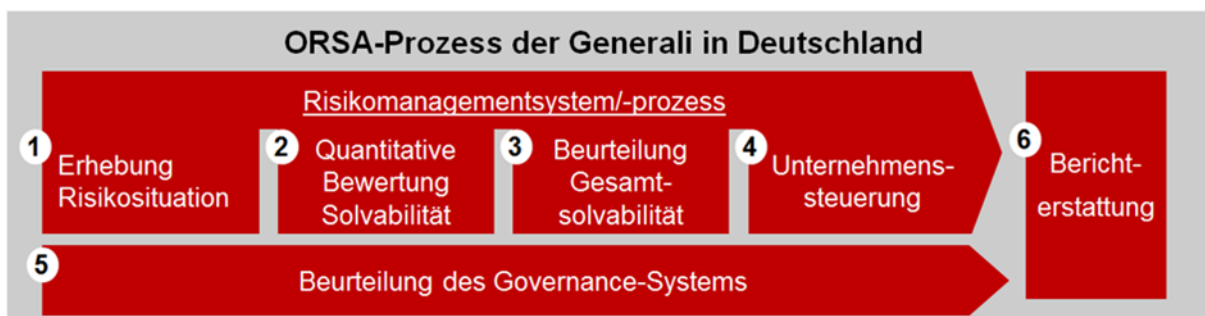 ORSA-Prozess der Generali in Deutschland
Risikomanagementsystem/-prozess
1
Erhebung
Risikosituation
2
Quantitative
Bewertung
Solvabilität
3
Beurteilung
Gesamt-
solvabilität
4
Unternehmens-
steuerung
5
Beurteilung des Governance-Systems
6
Bericht-
erstattung